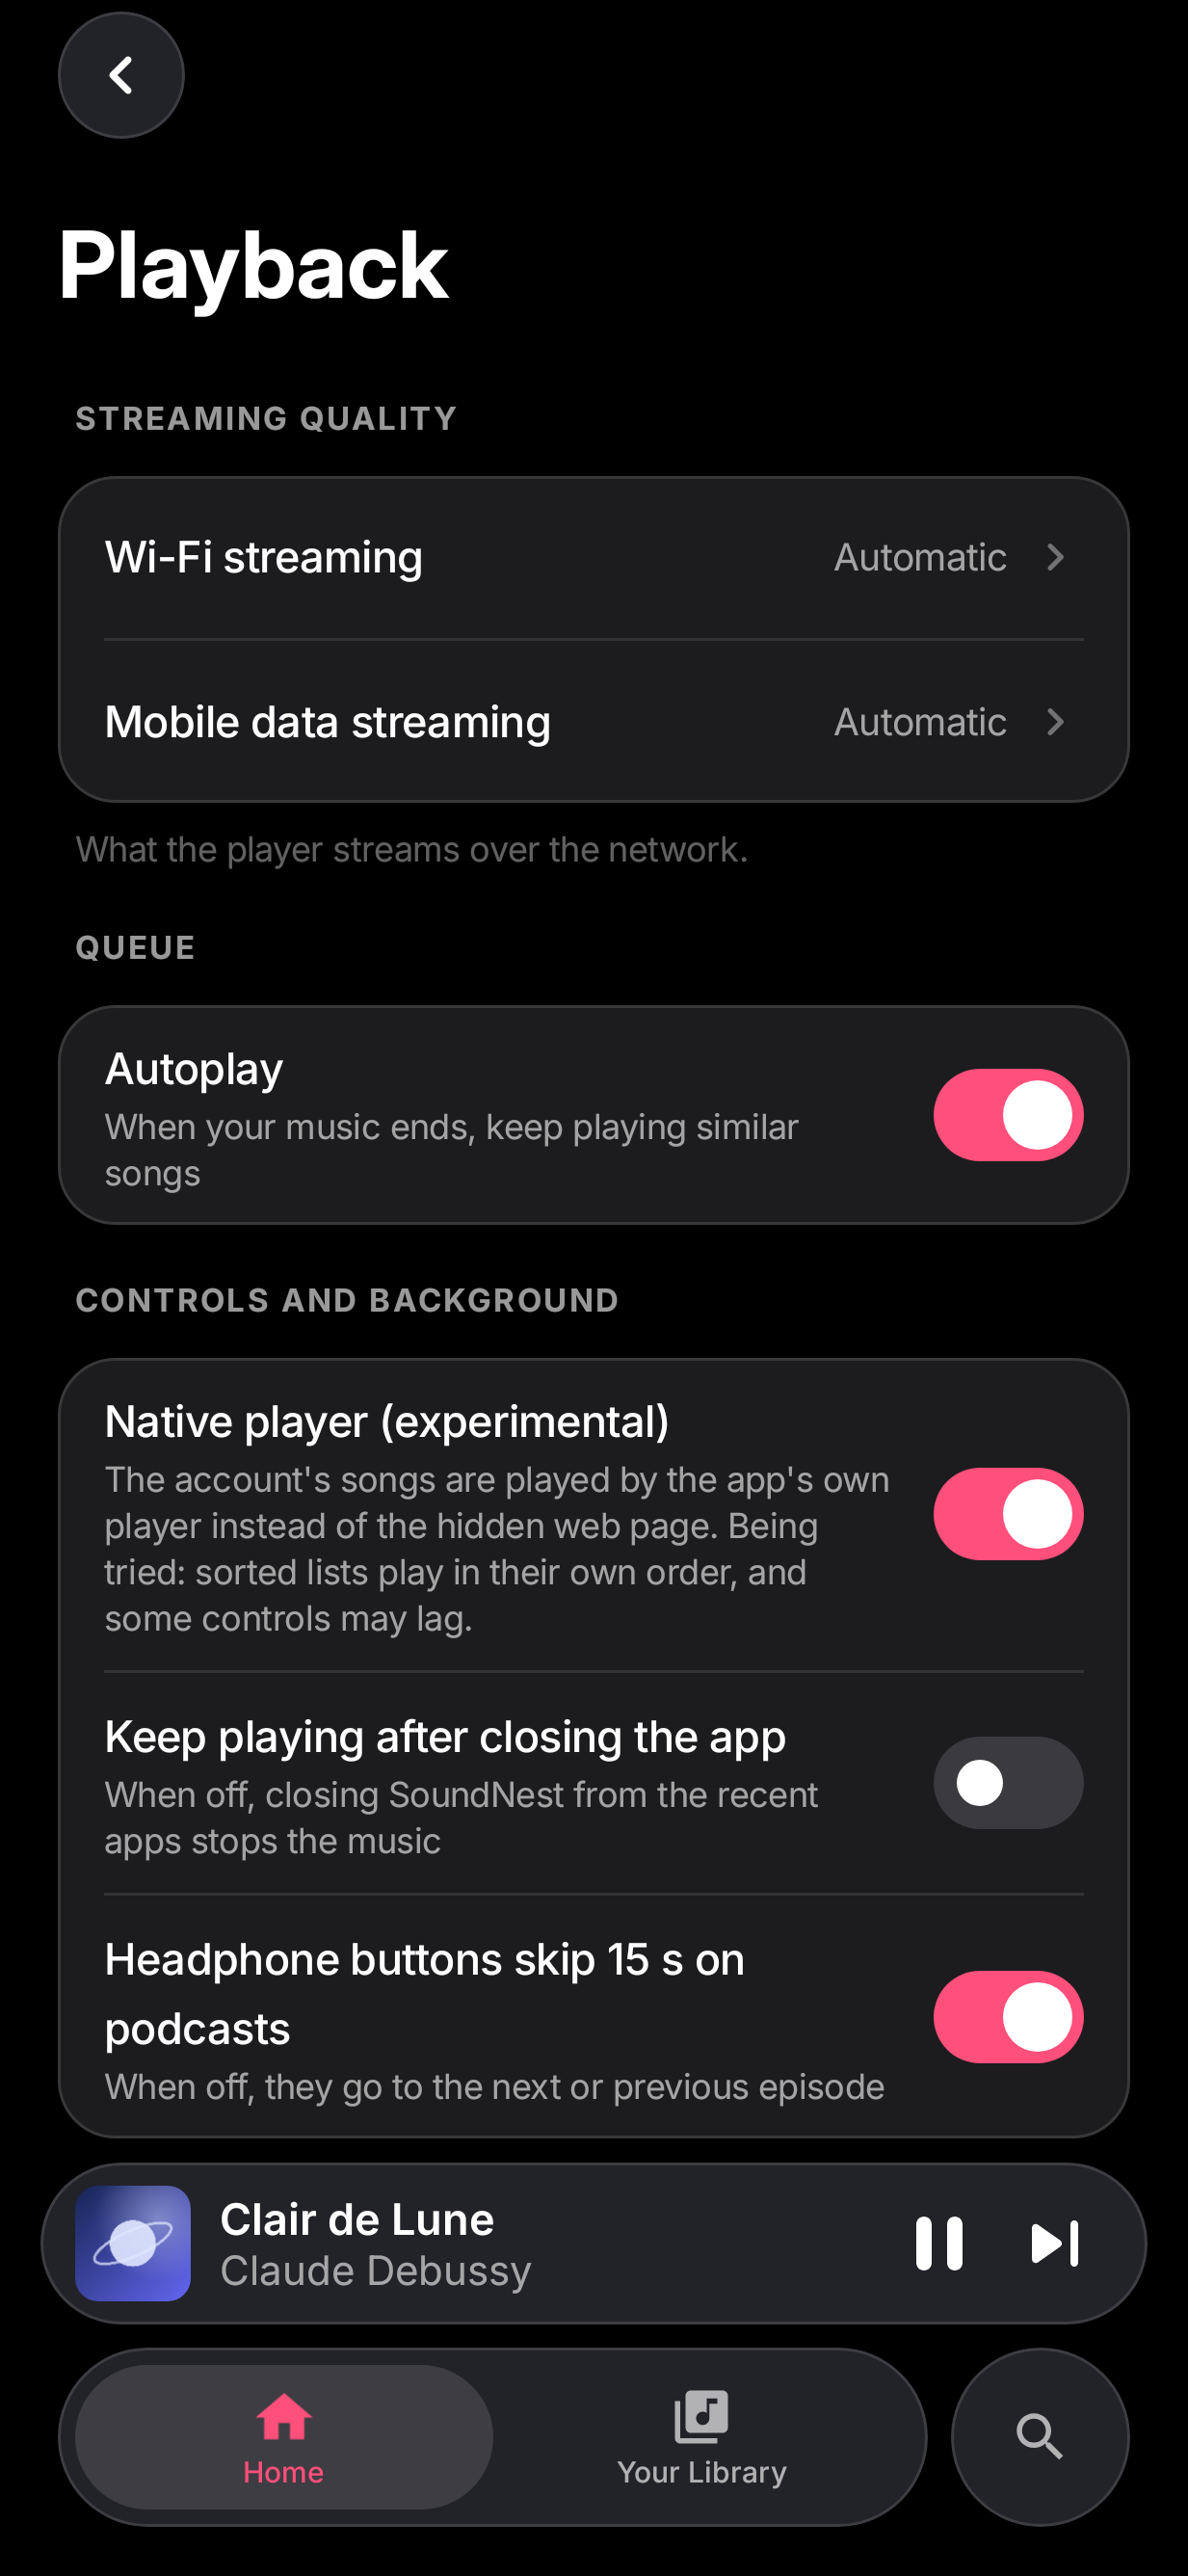 Playback
STREAMING QUALITY
Wi-Fi streaming
Automatic
Mobile data streaming
Automatic
What the player streams over the network.
QUEUE
Autoplay
When your music ends, keep playing similar
songs
CONTROLS AND BACKGROUND
Native player (experimental)
The account's songs are played by the app's own
player instead of the hidden web page. Being
tried: sorted lists play in their own order, and
some controls may lag.
Keep playing after closing the app
When off, closing SoundNest from the recent
apps stops the music
Headphone buttons skip 15 s on
podcasts
When off, they go to the next or previous episode
Clair de Lune
Claude Debussy
Home
Your Library